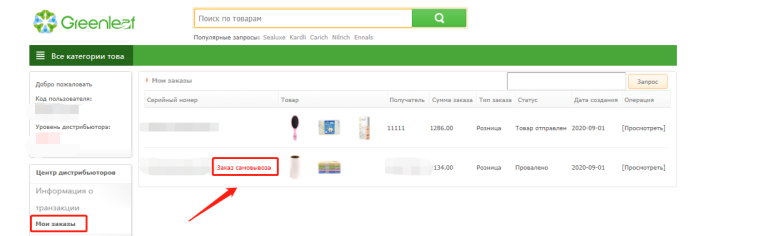 Greenleaf
Поиск по товарам
Популярные запросы: Sealuxe Kardli Carich Nilrich Ennale
Все категории това
Добро пожаловать
Код пользователя:
Уровень дистрибьютора:
Центр дистрибьюторов
Информация о
транзакции
Мои заказы
Мои заказы
Запрос
Серийный номер Товар Получатель Сумма заказа Тип заказа Статус Дата создания Операция
11111 1286.00 Розница Товар отправлен 2020-09-01 [Просмотреть]
Заказ самовывоза 134.00 Розница Провалено 2020-09-01 [Просмотреть]